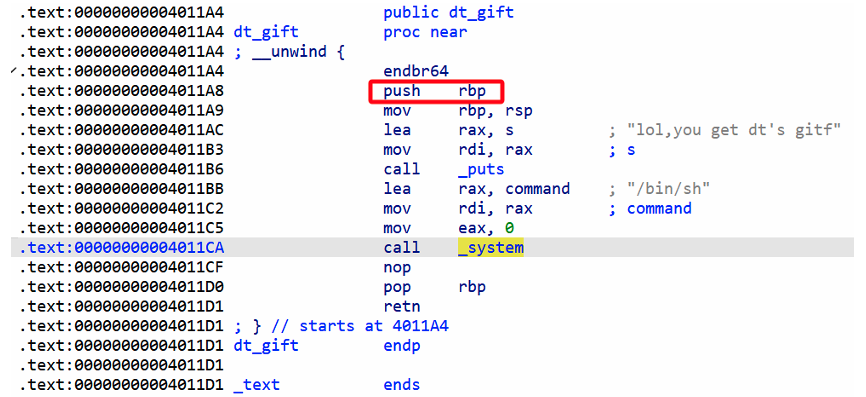 .text:00000000004011A4 public dt_gift
.text:00000000004011A4 dt_gift proc near
.text:00000000004011A4 ; __unwind {
.text:00000000004011A4 endbr64
.text:00000000004011A8 push rbp
.text:00000000004011A9 mov rbp, rsp
.text:00000000004011AC lea rax, s ; "lol,you get dt's gitf"
.text:00000000004011B3 mov rdi, rax ; s
.text:00000000004011B6 call _puts
.text:00000000004011BB lea rax, command ; "/bin/sh"
.text:00000000004011C2 mov rdi, rax ; command
.text:00000000004011C5 mov eax, 0
.text:00000000004011CA call _system
.text:00000000004011CF nop
.text:00000000004011D0 pop rbp
.text:00000000004011D1 retn
.text:00000000004011D1 ; } // starts at 4011A4
.text:00000000004011D1 dt_gift endp
.text:00000000004011D1
.text:00000000004011D1 _text ends